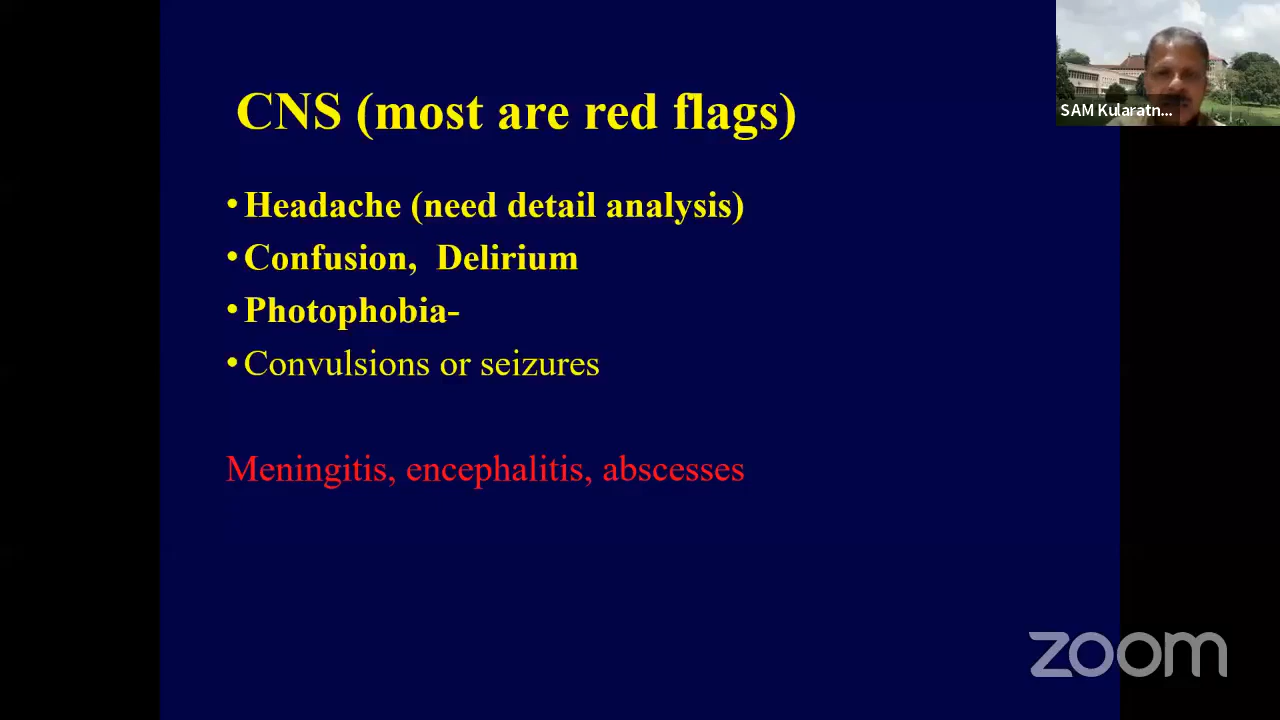 CNS (most are red flags)
SAM Kularatn...
• Headache (need detail analysis)
• Confusion, Delirium
• Photophobia-
• Convulsions or seizures
Meningitis, encephalitis, abscesses
zoom